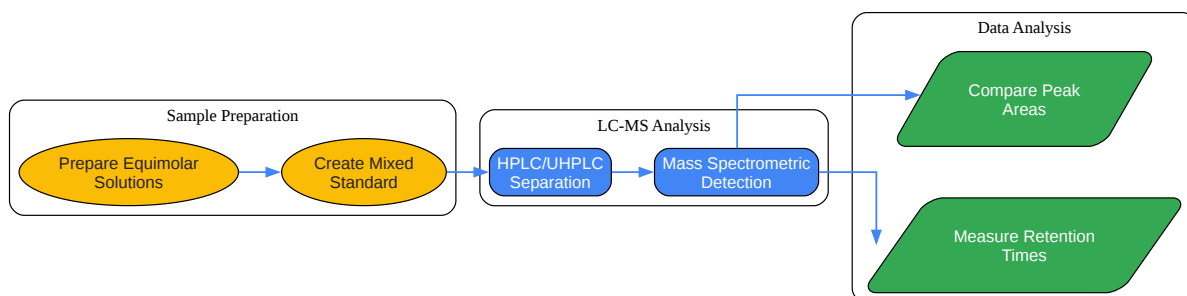 Sample Preparation
Prepare Equimolar
Solutions
Create Mixed
Standard
LC-MS Analysis
HPLC/UHPLC
Separation
Mass Spectrometric
Detection
Data Analysis
Compare Peak
Areas
Measure Retention
Times